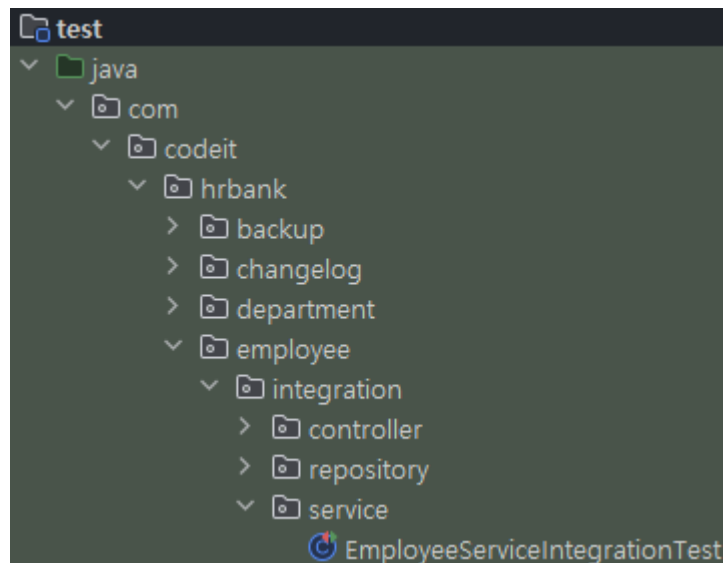 test
java
com
codeit
hrbank
backup
changelog
department
employee
integration
controller
repository
service
EmployeeServiceIntegrationTest